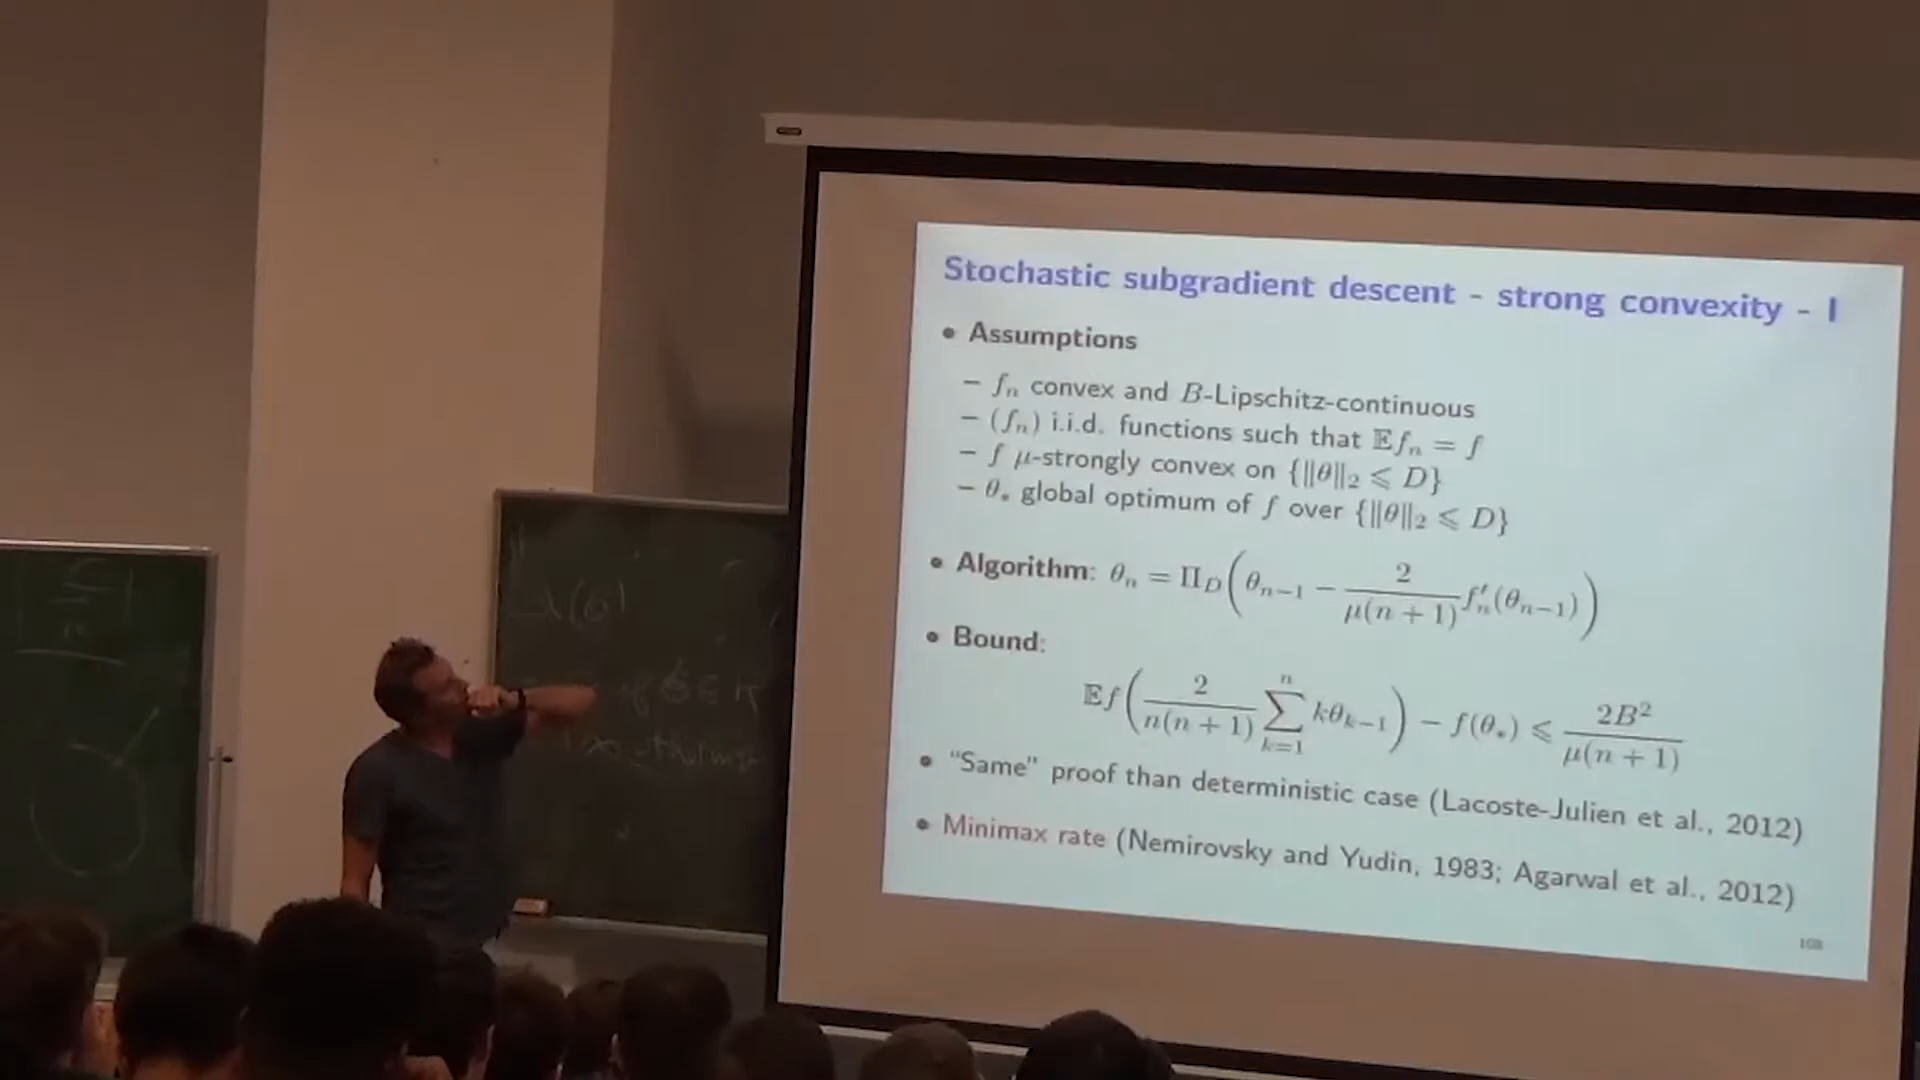 Stochastic subgradient descent - strong convexity - I
• Assumptions
– fₙ convex and B-Lipschitz-continuous
– (fₙ) i.i.d. functions such that 𝔼fₙ = f
– f μ-strongly convex on {‖θ‖₂ ⩽ D}
– θ* global optimum of f over {‖θ‖₂ ⩽ D}
• Algorithm: θₙ = Π_D(θₙ₋₁ − 2/(μ(n + 1)) f′ₙ(θₙ₋₁))
• Bound:
𝔼f(2/(n(n + 1)) ∑ₖ₌₁ⁿ kθₖ₋₁) − f(θ*) ⩽ 2B²/(μ(n + 1))
• “Same” proof than deterministic case (Lacoste-Julien et al., 2012)
• Minimax rate (Nemirovsky and Yudin, 1983; Agarwal et al., 2012)